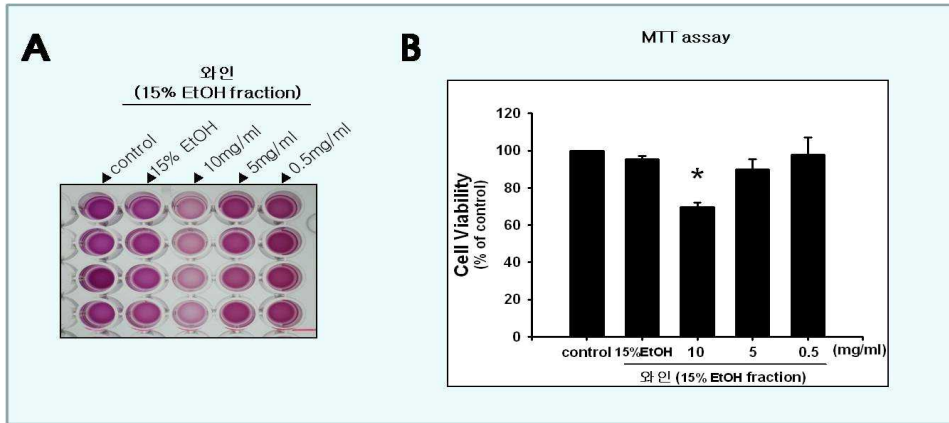 A
와인
(15% EtOH fraction)
control
15% EtOH
10mg/ml
5mg/ml
0.5mg/ml
B
MTT assay
Cell Viability
(% of control)
120
100
80
60
40
20
0
*
control 15%EtOH 10 5 0.5 (mg/ml)
와인 (15% EtOH fraction)